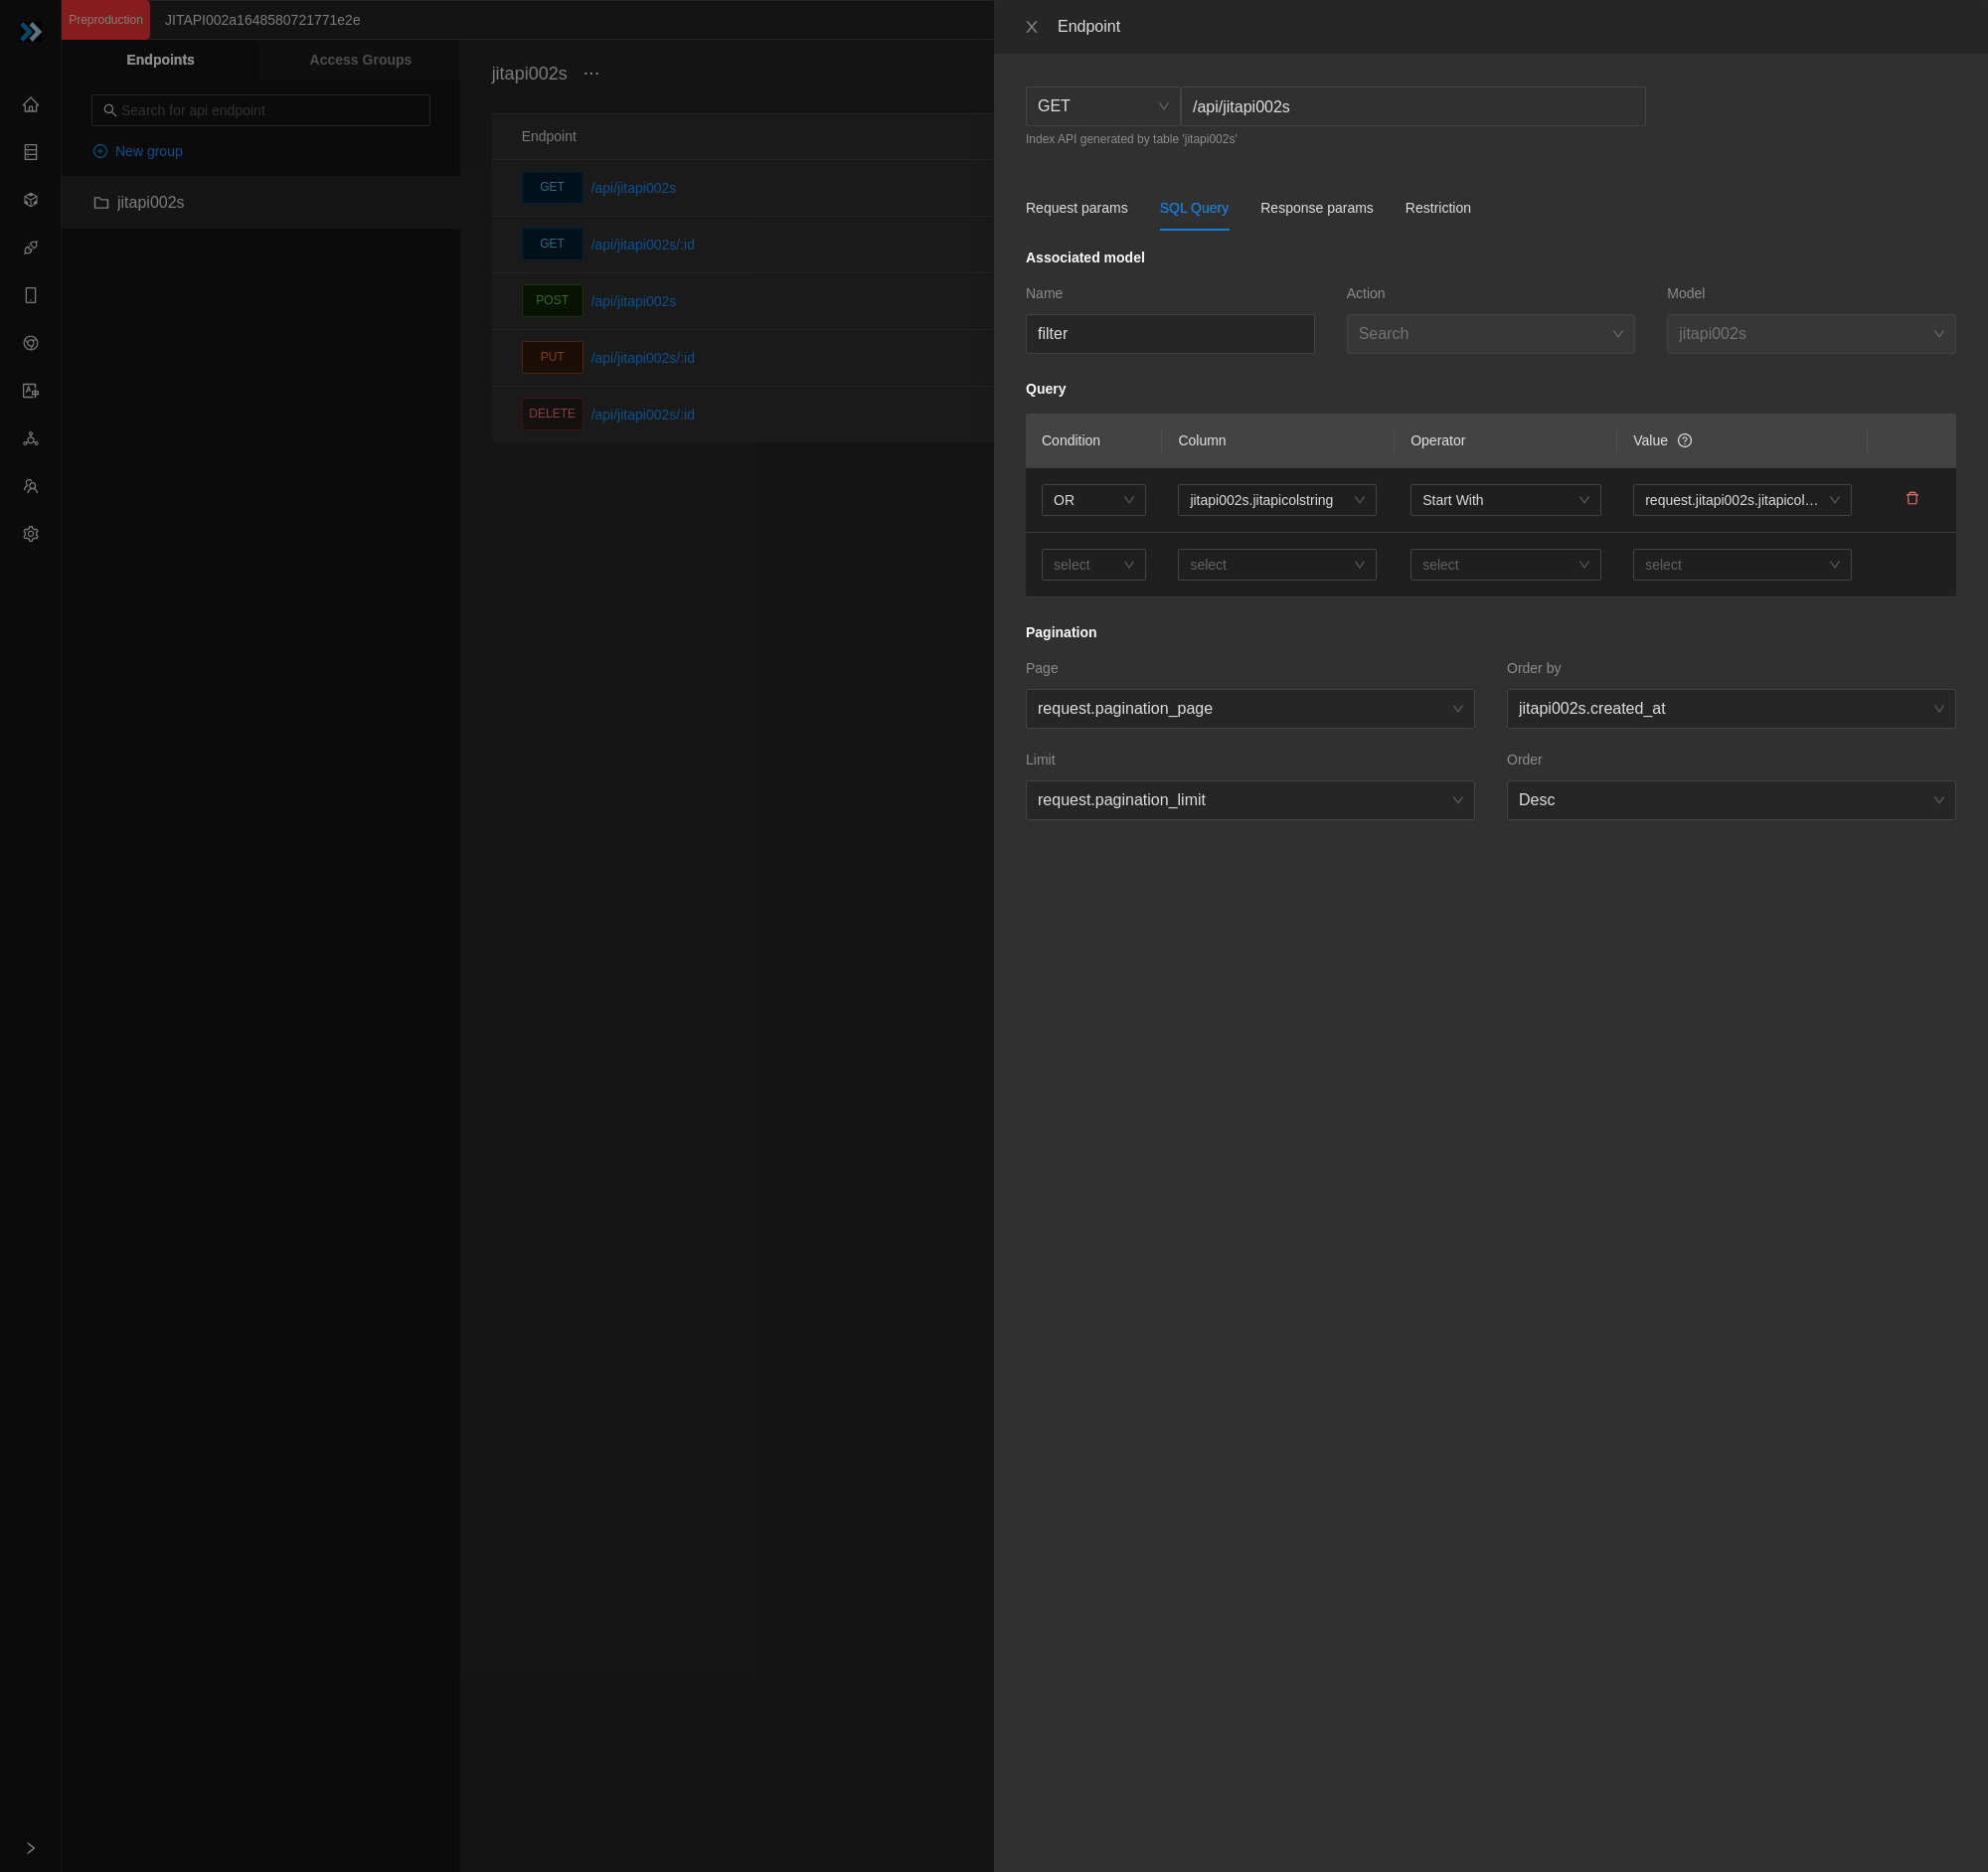 Preproduction
JITAPI002a1648580721771e2e
Endpoints
Access Groups
Search for api endpoint
New group
jitapi002s
jitapi002s
Endpoint
GET /api/jitapi002s
GET /api/jitapi002s/:id
POST /api/jitapi002s
PUT /api/jitapi002s/:id
DELETE /api/jitapi002s/:id
Endpoint
GET /api/jitapi002s
Index API generated by table 'jitapi002s'
Request params SQL Query Response params Restriction
Associated model
Name Action Model
filter Search jitapi002s
Query
Condition Column Operator Value
OR jitapi002s.jitapicolstring Start With request.jitapi002s.jitapicol...
select select select select
Pagination
Page Order by
request.pagination_page jitapi002s.created_at
Limit Order
request.pagination_limit Desc